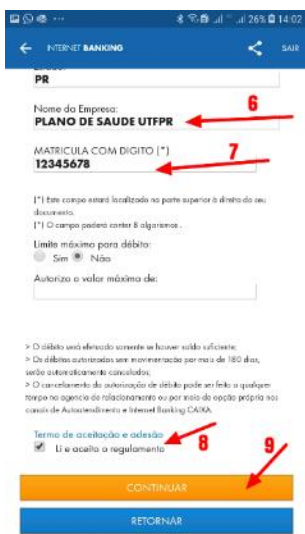 26% 14:02
INTERNET BANKING SAIR
PR
Nome da Empresa:
6
PLANO DE SAUDE UTFPR
MATRICULA COM DIGITO (*)
7
12345678
(*) Este campo estará localizado na parte superior à direita do seu
documento.
(*) O campo poderá conter 8 algarismos .
Limite máximo para débito:
Sim Não
Autorizo o valor máximo de:
> O débito será efetuado somente se houver saldo suficiente;
> Os débitos autorizados sem movimentação por mais de 180 dias,
serão automaticamente cancelados;
> O cancelamento da autorização de débito pode ser feito a qualquer
tempo na agencia de relacionamento ou por meio da opção própria nos
canais de Autoatendimento e Internet Banking CAIXA.
Termo de aceitação e adesão
Li e aceito o regulamento
8
9
CONTINUAR
RETORNAR